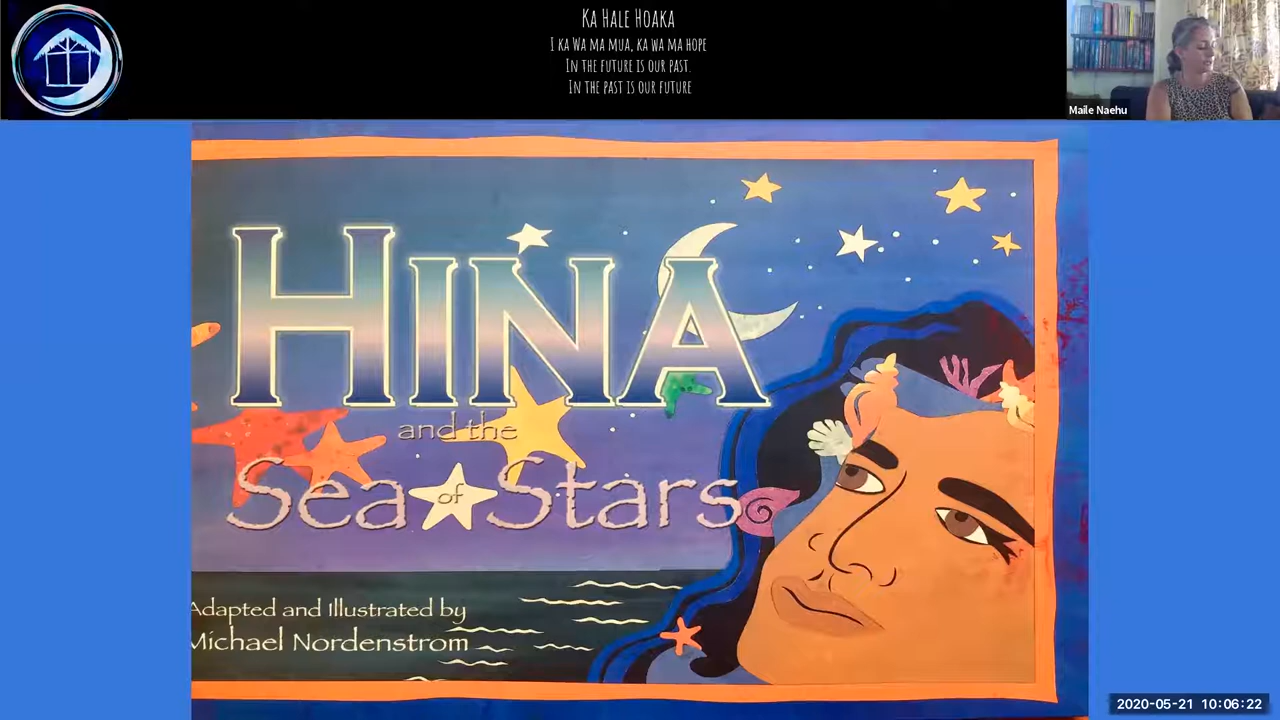 Ka Hale Hoaka
I ka Wa ma mua, ka wa ma hope
In the future is our past.
In the past is our future
Maile Naehu
Hina
and the
Sea of Stars
Adapted and Illustrated by
Michael Nordenstrom
2020-05-21 10:06:22